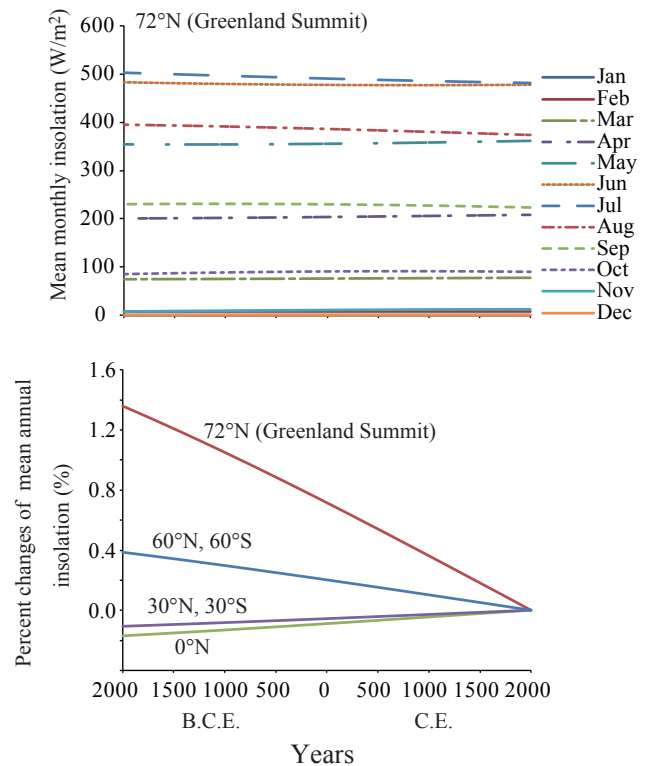 72°N (Greenland Summit)
Mean monthly insolation (W/m²)
600
500
400
300
200
100
0
Jan
Feb
Mar
Apr
May
Jun
Jul
Aug
Sep
Oct
Nov
Dec
Percent changes of mean annual
insolation (%)
1.6
1.2
0.8
0.4
0.0
72°N (Greenland Summit)
60°N, 60°S
30°N, 30°S
0°N
2000 1500 1000 500 0 500 1000 1500 2000
B.C.E. C.E.
Years